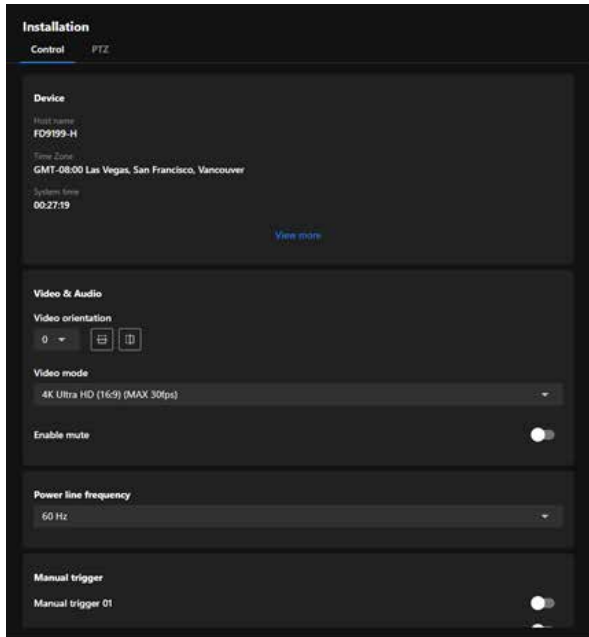 Installation
Control PTZ
Device
Host name
FD9199-H
Time Zone
GMT-08:00 Las Vegas, San Francisco, Vancouver
System time
00:27:19
View more
Video & Audio
Video orientation
0
Video mode
4K Ultra HD (16:9) (MAX 30fps)
Enable mute
Power line frequency
60 Hz
Manual trigger
Manual trigger 01